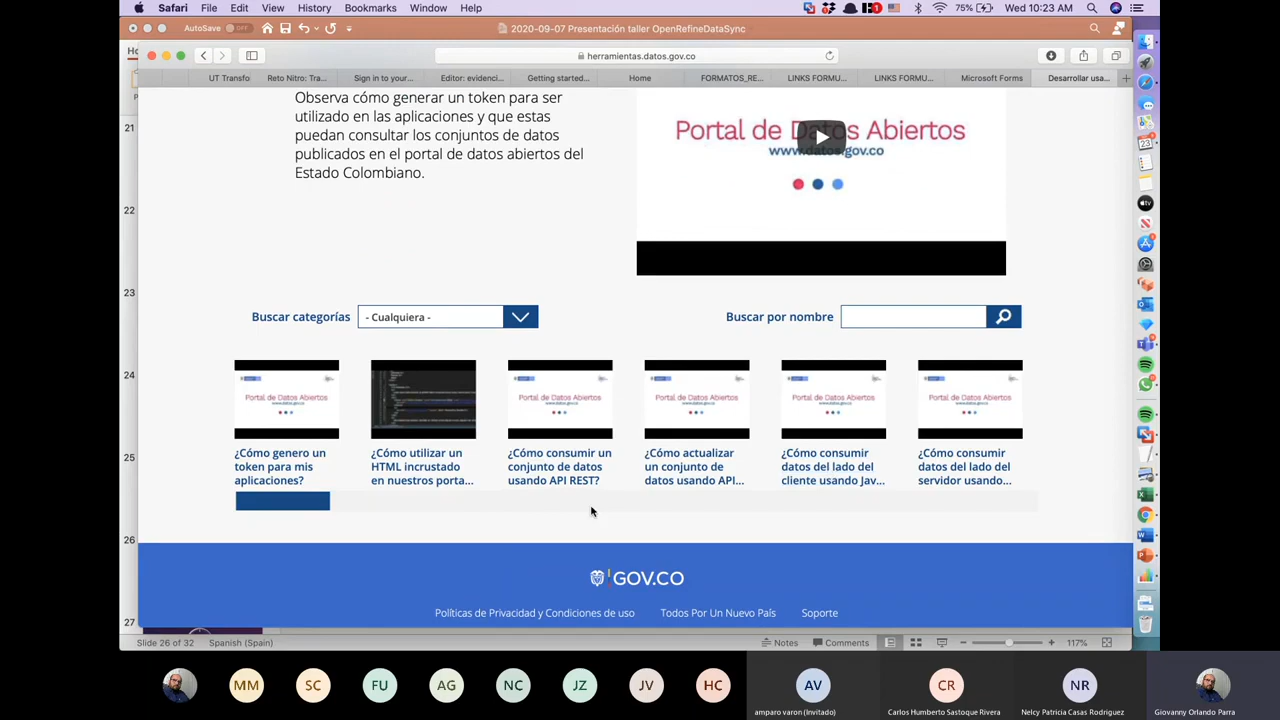 Safari File Edit View History Bookmarks Window Help
1
75%
Wed 10:23 AM
AutoSave OFF
2020-09-07 Presentación taller OpenRefineDataSync
Ho
herramientas.datos.gov.co
UT Transfo
Reto Nitro: Tra...
Sign in to your...
Editor: evidenci...
Getting started...
Home
FORMATOS_RE...
LINKS FORMU...
LINKS FORMU...
Microsoft Forms
Desarrollar usa...
21
22
23
24
25
26
27
Observa cómo generar un token para ser
utilizado en las aplicaciones y que estas
puedan consultar los conjuntos de datos
publicados en el portal de datos abiertos del
Estado Colombiano.
Portal de Datos Abiertos
www.datos.gov.co
Buscar categorías
- Cualquiera -
Buscar por nombre
Portal de Datos Abiertos
Portal de Datos Abiertos
Portal de Datos Abiertos
Portal de Datos Abiertos
Portal de Datos Abiertos
¿Cómo genero un
token para mis
aplicaciones?
¿Cómo utilizar un
HTML incrustado
en nuestros porta...
¿Cómo consumir un
conjunto de datos
usando API REST?
¿Cómo actualizar
un conjunto de
datos usando API...
¿Cómo consumir
datos del lado del
cliente usando Jav...
¿Cómo consumir
datos del lado del
servidor usando...
GOV.CO
Políticas de Privacidad y Condiciones de uso
Todos Por Un Nuevo País
Soporte
Slide 26 of 32
Spanish (Spain)
Notes
Comments
117%
MM
SC
FU
AG
NC
JZ
JV
HC
AV
CR
NR
amparo varon (Invitado)
Carlos Humberto Sastoque Rivera
Nelcy Patricia Casas Rodriguez
Giovanny Orlando Parra